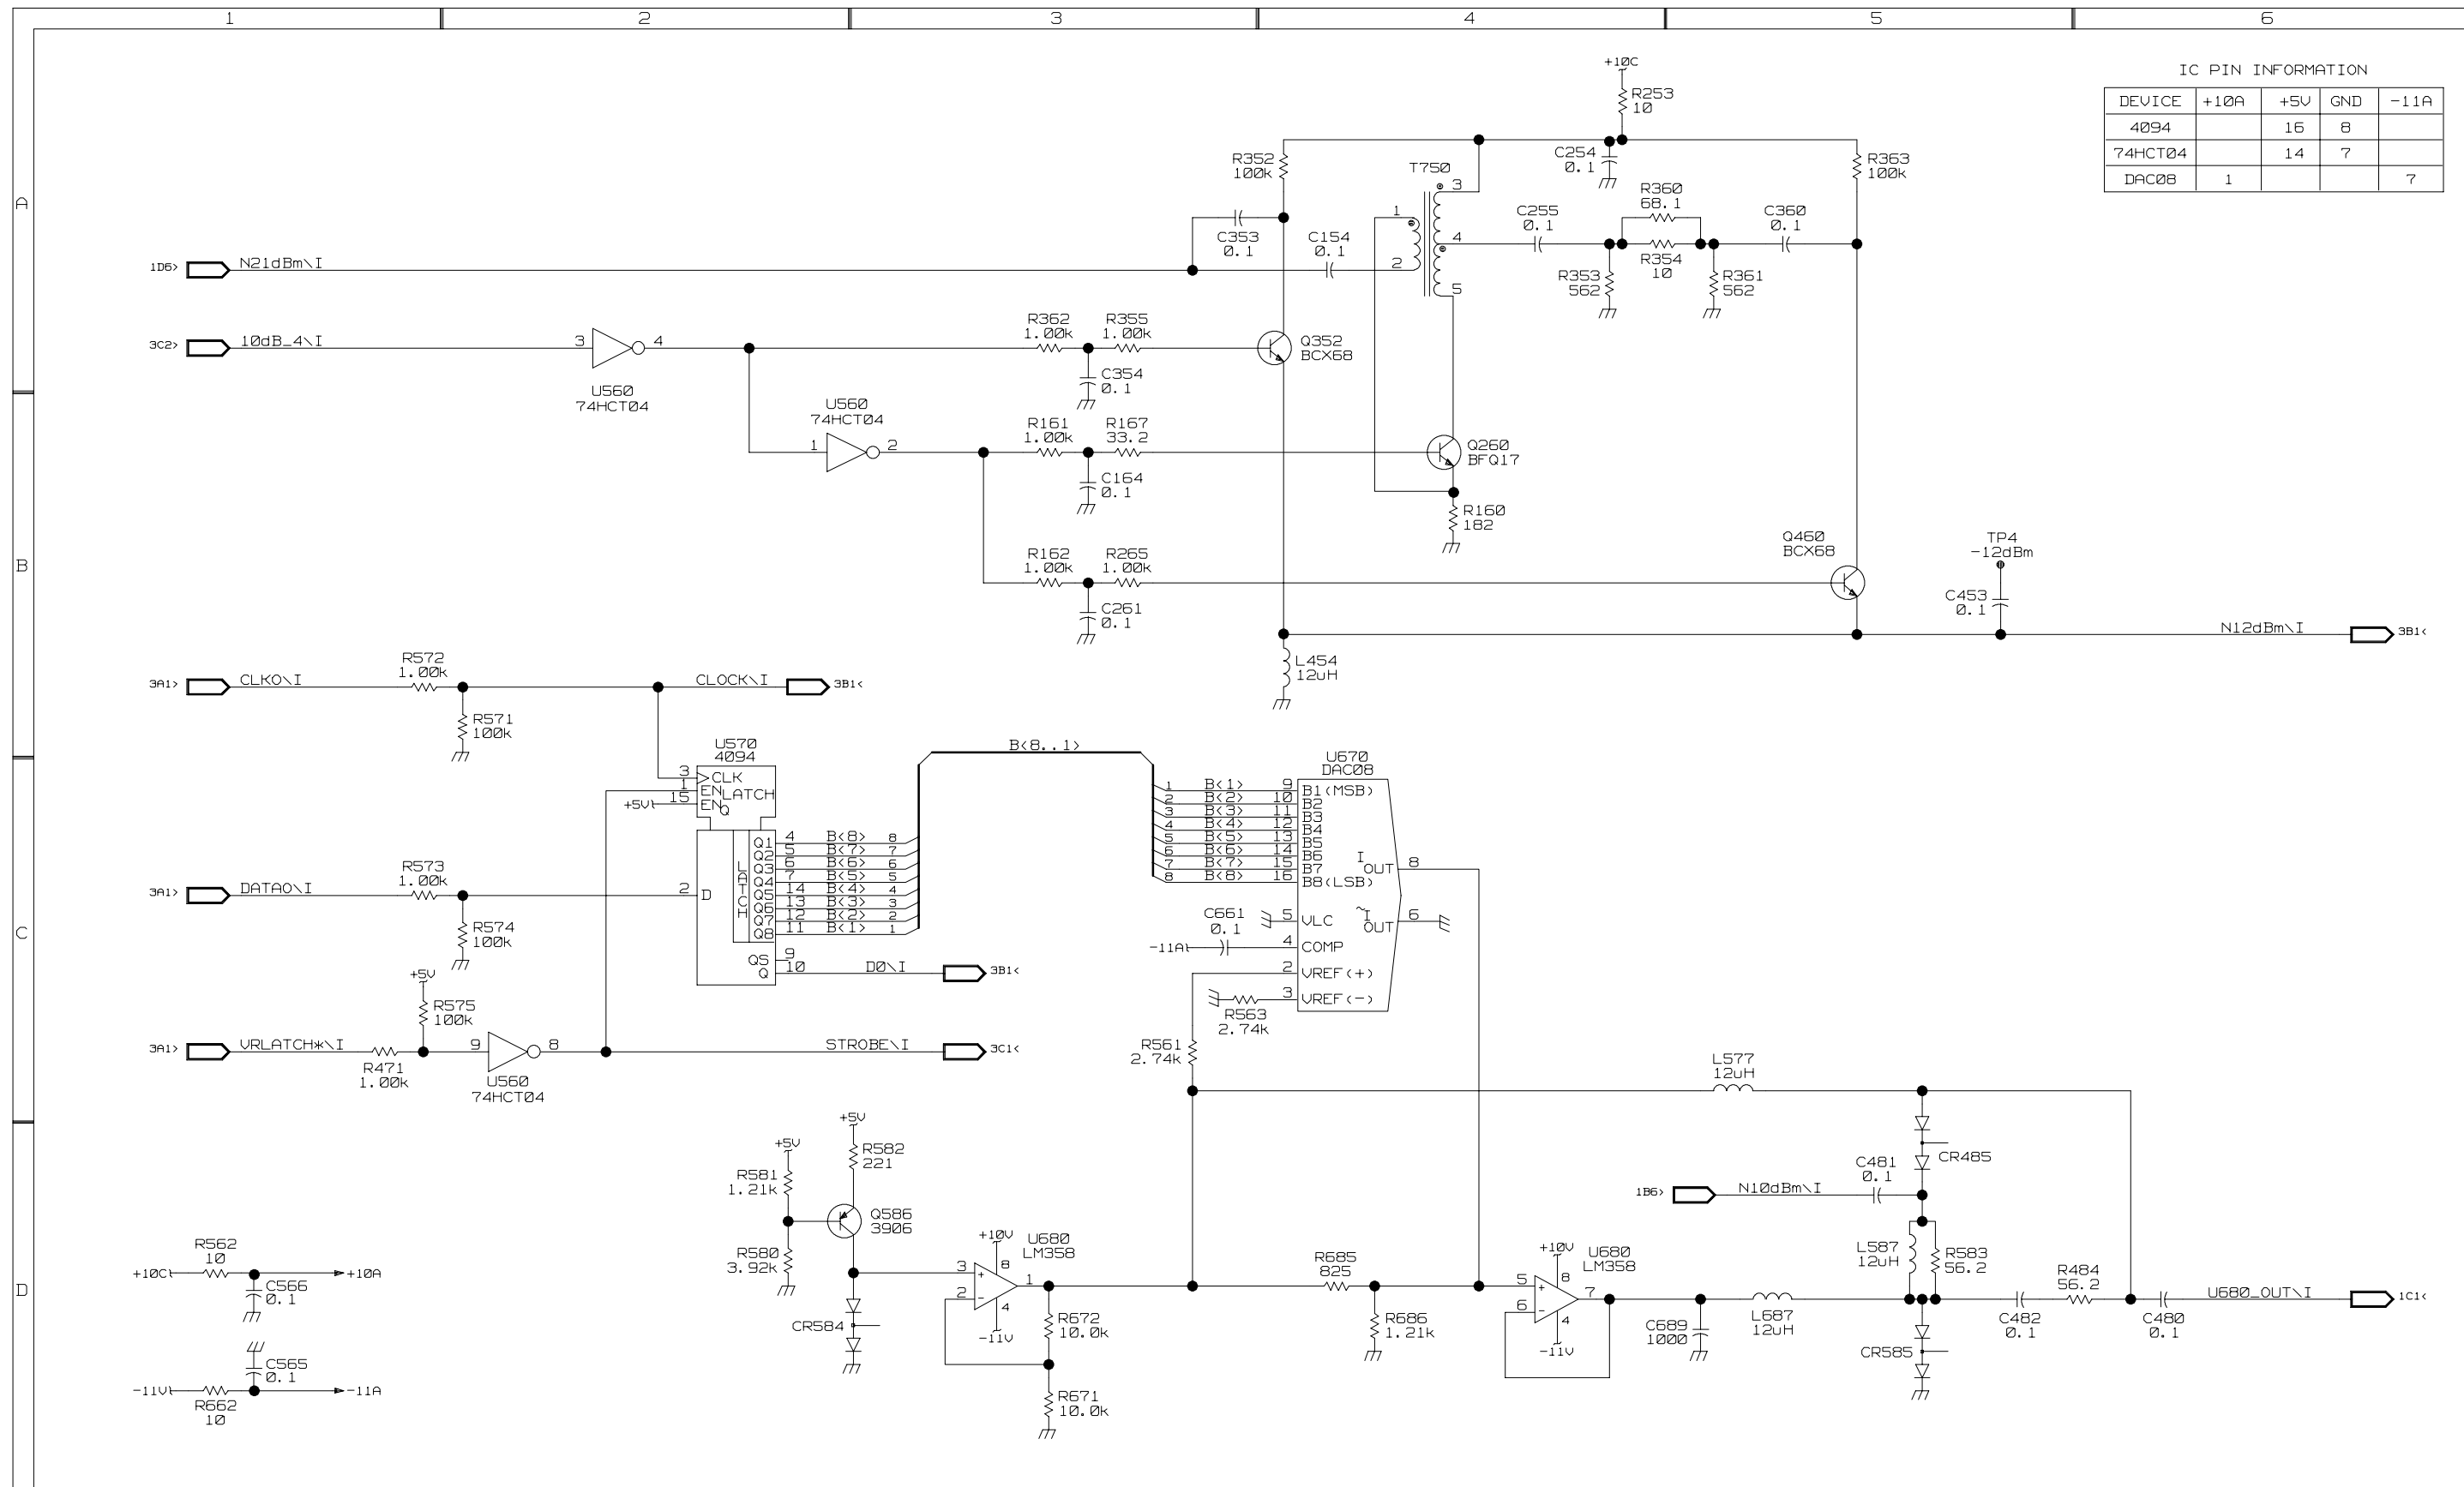 1 2 3 4 5 6
A
B
C
D
IC PIN INFORMATION
DEVICE +10A +5V GND -11A
4094 16 8
74HCT04 14 7
DAC08 1 7
+10C
R253
10
R352
100k
C254
0.1
R363
100k
T750
3
1
4
2
5
R360
68.1
C255
0.1
C360
0.1
C353
0.1
C154
0.1
R353
562
R354
10
R361
562
1D6>
N21dBm\I
3C2>
10dB_4\I
3
4
U560
74HCT04
R362
1.00k
R355
1.00k
C354
0.1
Q352
BCX68
U560
74HCT04
1
2
R161
1.00k
R167
33.2
C164
0.1
Q260
BFQ17
R160
182
R162
1.00k
R265
1.00k
C261
0.1
Q460
BCX68
TP4
-12dBm
C453
0.1
N12dBm\I
3B1<
L454
12uH
3A1>
CLKO\I
R572
1.00k
R571
100k
CLOCK\I
3B1<
U570
4094
3
CLK
1
EN LATCH
+5V
15
EN Q
LATCH
Q1 4 B<8> 8
Q2 5 B<7> 7
Q3 6 B<6> 6
Q4 7 B<5> 5
Q5 14 B<4> 4
Q6 13 B<3> 3
Q7 12 B<2> 2
Q8 11 B<1> 1
QS 9
Q 10
D0\I
3B1<
3A1>
DATAO\I
R573
1.00k
R574
100k
2
D
B<8..1>
U670
DAC08
1 B<1> 9 B1(MSB)
2 B<2> 10 B2
3 B<3> 11 B3
4 B<4> 12 B4
5 B<5> 13 B5
6 B<6> 14 B6
7 B<7> 15 B7
8 B<8> 16 B8(LSB)
I OUT 8
~I OUT 6
5 VLC
C661
0.1
-11A
4 COMP
2 VREF(+)
3 VREF(-)
R563
2.74k
R561
2.74k
+5V
R575
100k
3A1>
VRLATCH*\I
R471
1.00k
9
8
U560
74HCT04
STROBE\I
3C1<
L577
12uH
+5V
R582
221
+5V
R581
1.21k
Q586
3906
R580
3.92k
CR584
+10V
U680
LM358
3
+
8
1
2
-
4
-11V
R672
10.0k
R671
10.0k
R685
825
R686
1.21k
+10V
U680
LM358
5
+
8
7
6
-
4
-11V
C689
1000
L687
12uH
CR485
C481
0.1
1B6>
N10dBm\I
L587
12uH
R583
56.2
CR585
C482
0.1
R484
56.2
C480
0.1
U680_OUT\I
1C1<
R562
10
+10C
+10A
C566
0.1
C565
0.1
-11V
-11A
R662
10